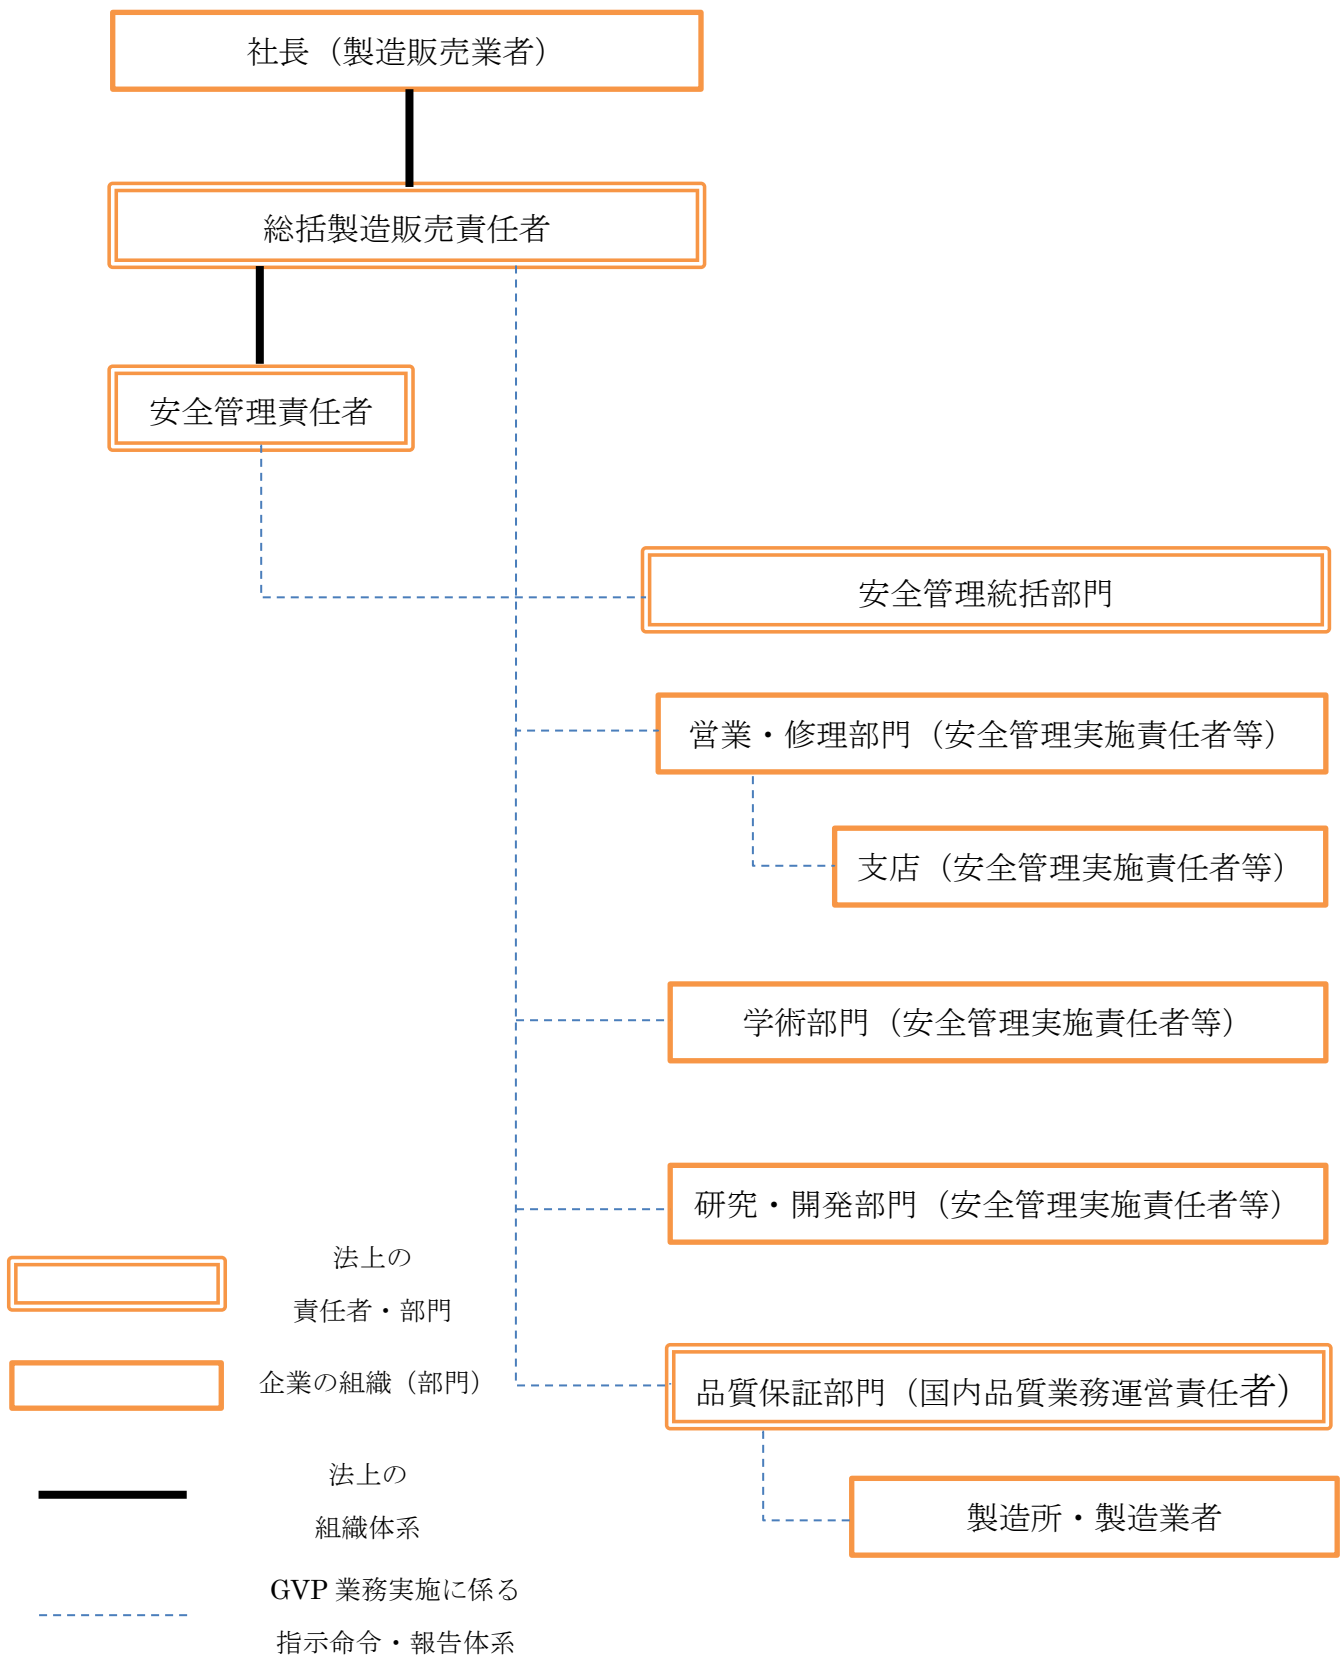 社長（製造販売業者）
総括製造販売責任者
安全管理責任者
安全管理統括部門
営業・修理部門（安全管理実施責任者等）
支店（安全管理実施責任者等）
学術部門（安全管理実施責任者等）
研究・開発部門（安全管理実施責任者等）
法上の
責任者・部門
企業の組織（部門）
品質保証部門（国内品質業務運営責任者）
法上の
組織体系
製造所・製造業者
GVP 業務実施に係る
指示命令・報告体系